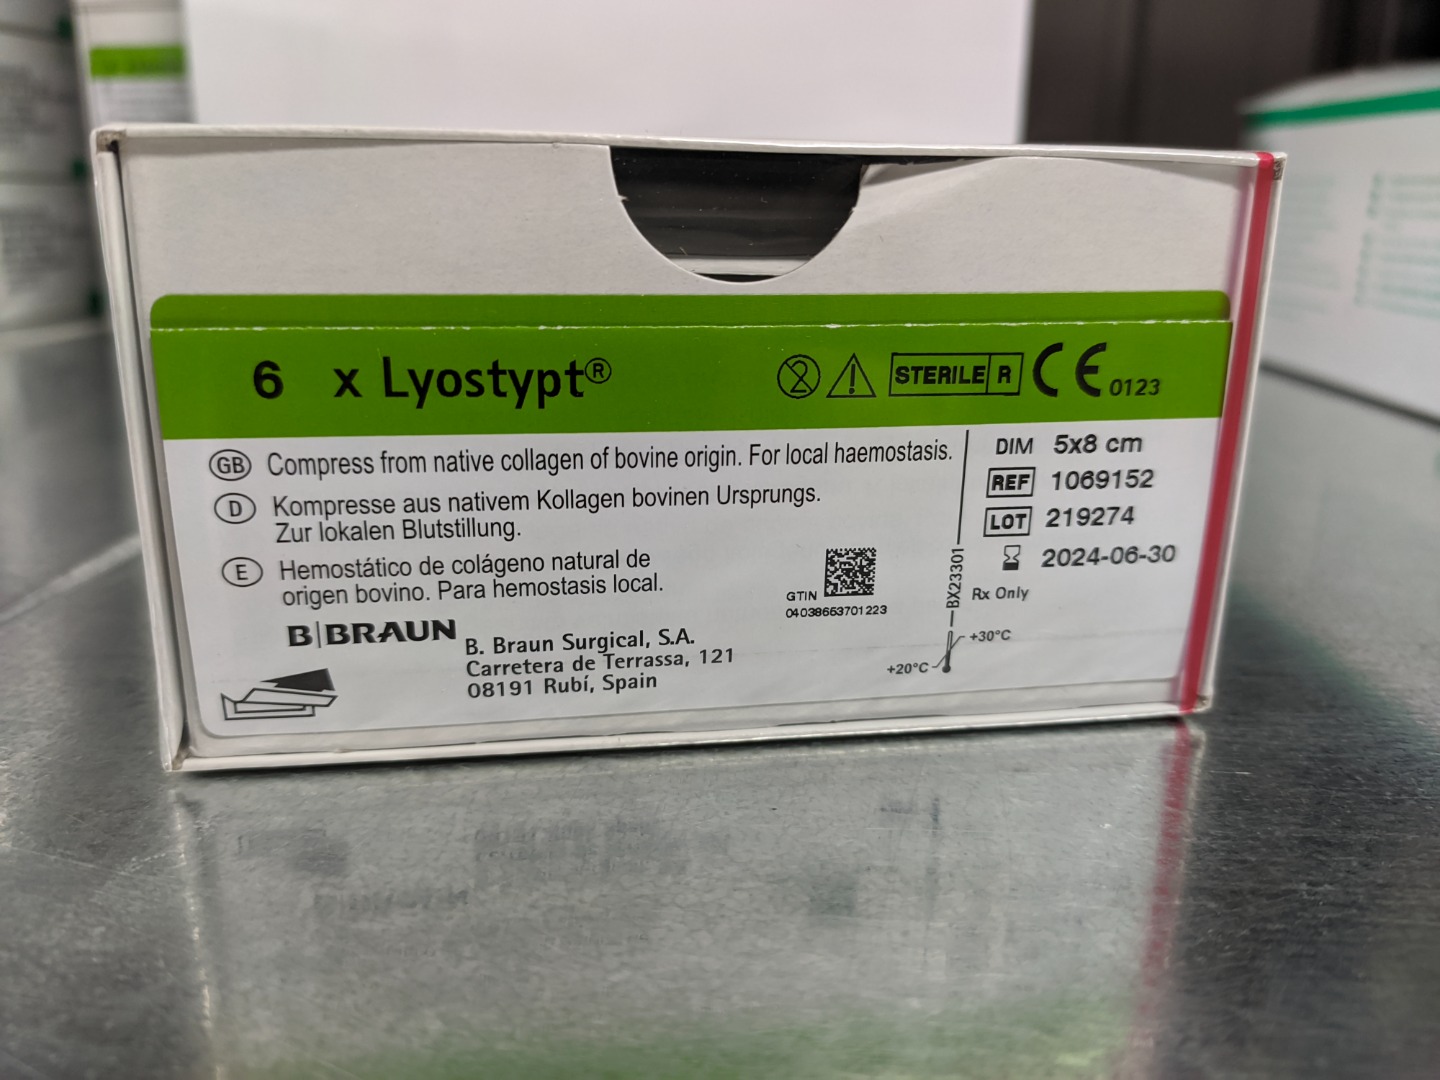 6 x Lyostypt®
2 STERILE R CE 0123
GB Compress from native collagen of bovine origin. For local haemostasis.
D Kompresse aus nativem Kollagen bovinen Ursprungs.
Zur lokalen Blutstillung.
E Hemostático de colágeno natural de
origen bovino. Para hemostasis local.
B|BRAUN
B. Braun Surgical, S.A.
Carretera de Terrassa, 121
08191 Rubí, Spain
GTIN
04038653701223
BX23301
DIM 5x8 cm
REF 1069152
LOT 219274
2024-06-30
Rx Only
+30°C
+20°C